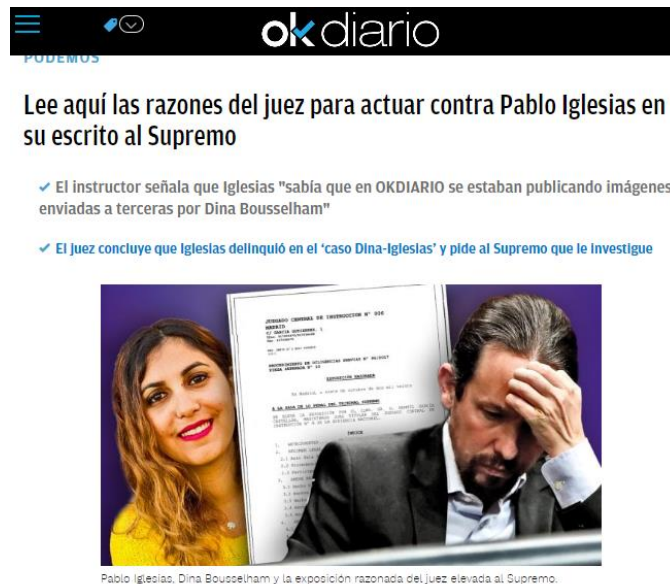 okdiario
PODEMOS
Lee aquí las razones del juez para actuar contra Pablo Iglesias en
su escrito al Supremo
El instructor señala que Iglesias "sabía que en OKDIARIO se estaban publicando imágenes
enviadas a terceras por Dina Bousselham"
El juez concluye que Iglesias delinquió en el ‘caso Dina-Iglesias’ y pide al Supremo que le investigue
JUZGADO CENTRAL DE INSTRUCCION Nº 006
MADRID
EXPOSICIÓN RAZONADA
A LA SALA DE LO PENAL DEL TRIBUNAL SUPREMO
ÍNDICE
Pablo Iglesias, Dina Bousselham y la exposición razonada del juez elevada al Supremo.